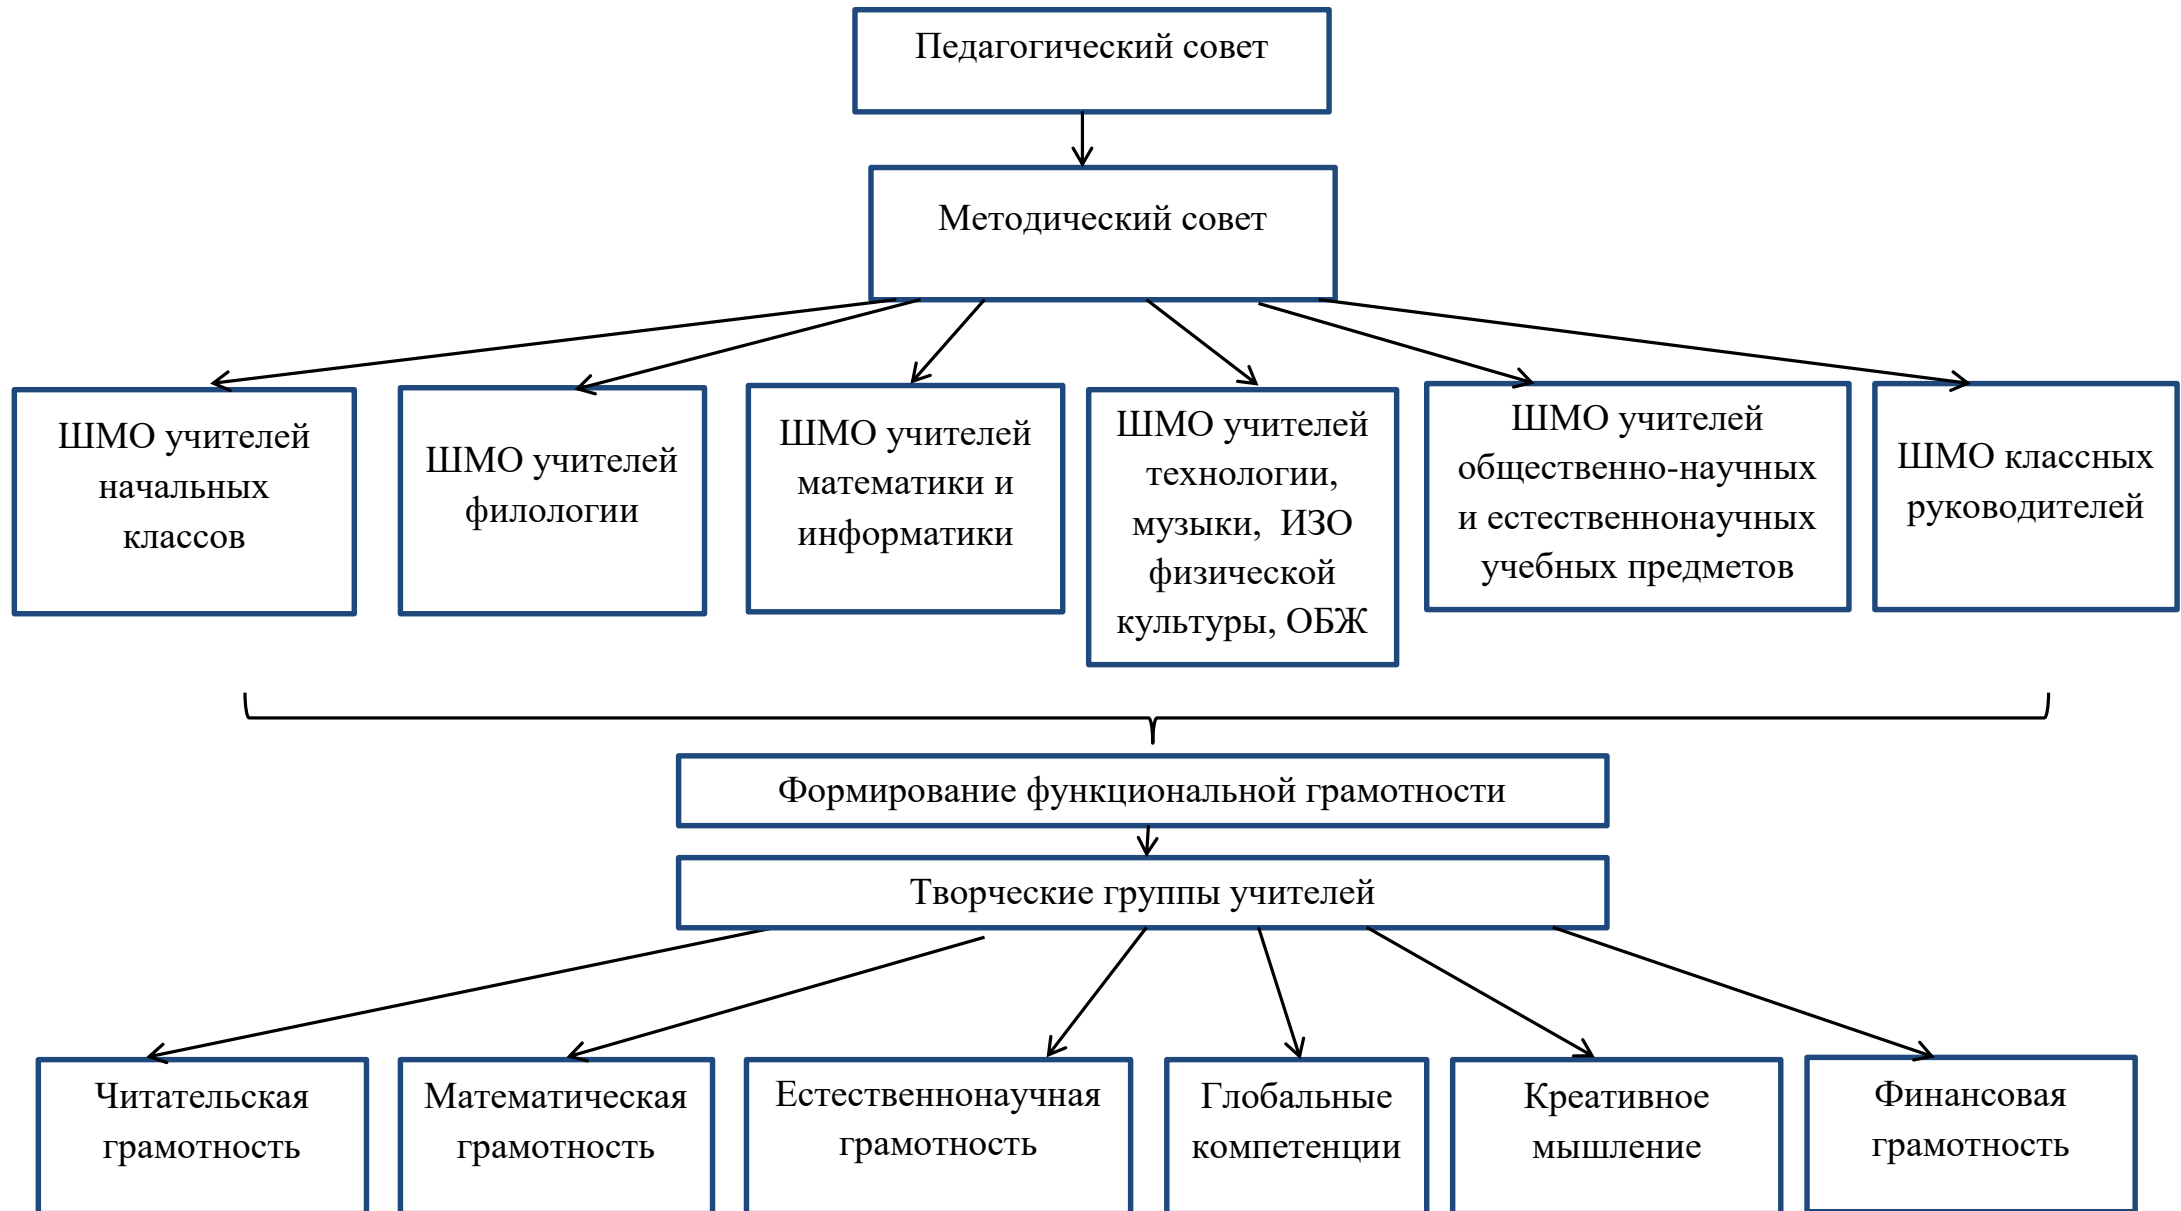 Педагогический совет
Методический совет
ШМО учителей
начальных
классов
ШМО учителей
филологии
ШМО учителей
математики и
информатики
ШМО учителей
технологии,
музыки,  ИЗО
физической
культуры, ОБЖ
ШМО учителей
общественно-научных
и естественнонаучных
учебных предметов
ШМО классных
руководителей
Формирование функциональной грамотности
Творческие группы учителей
Читательская
грамотность
Математическая
грамотность
Естественнонаучная
грамотность
Глобальные
компетенции
Креативное
мышление
Финансовая
грамотность